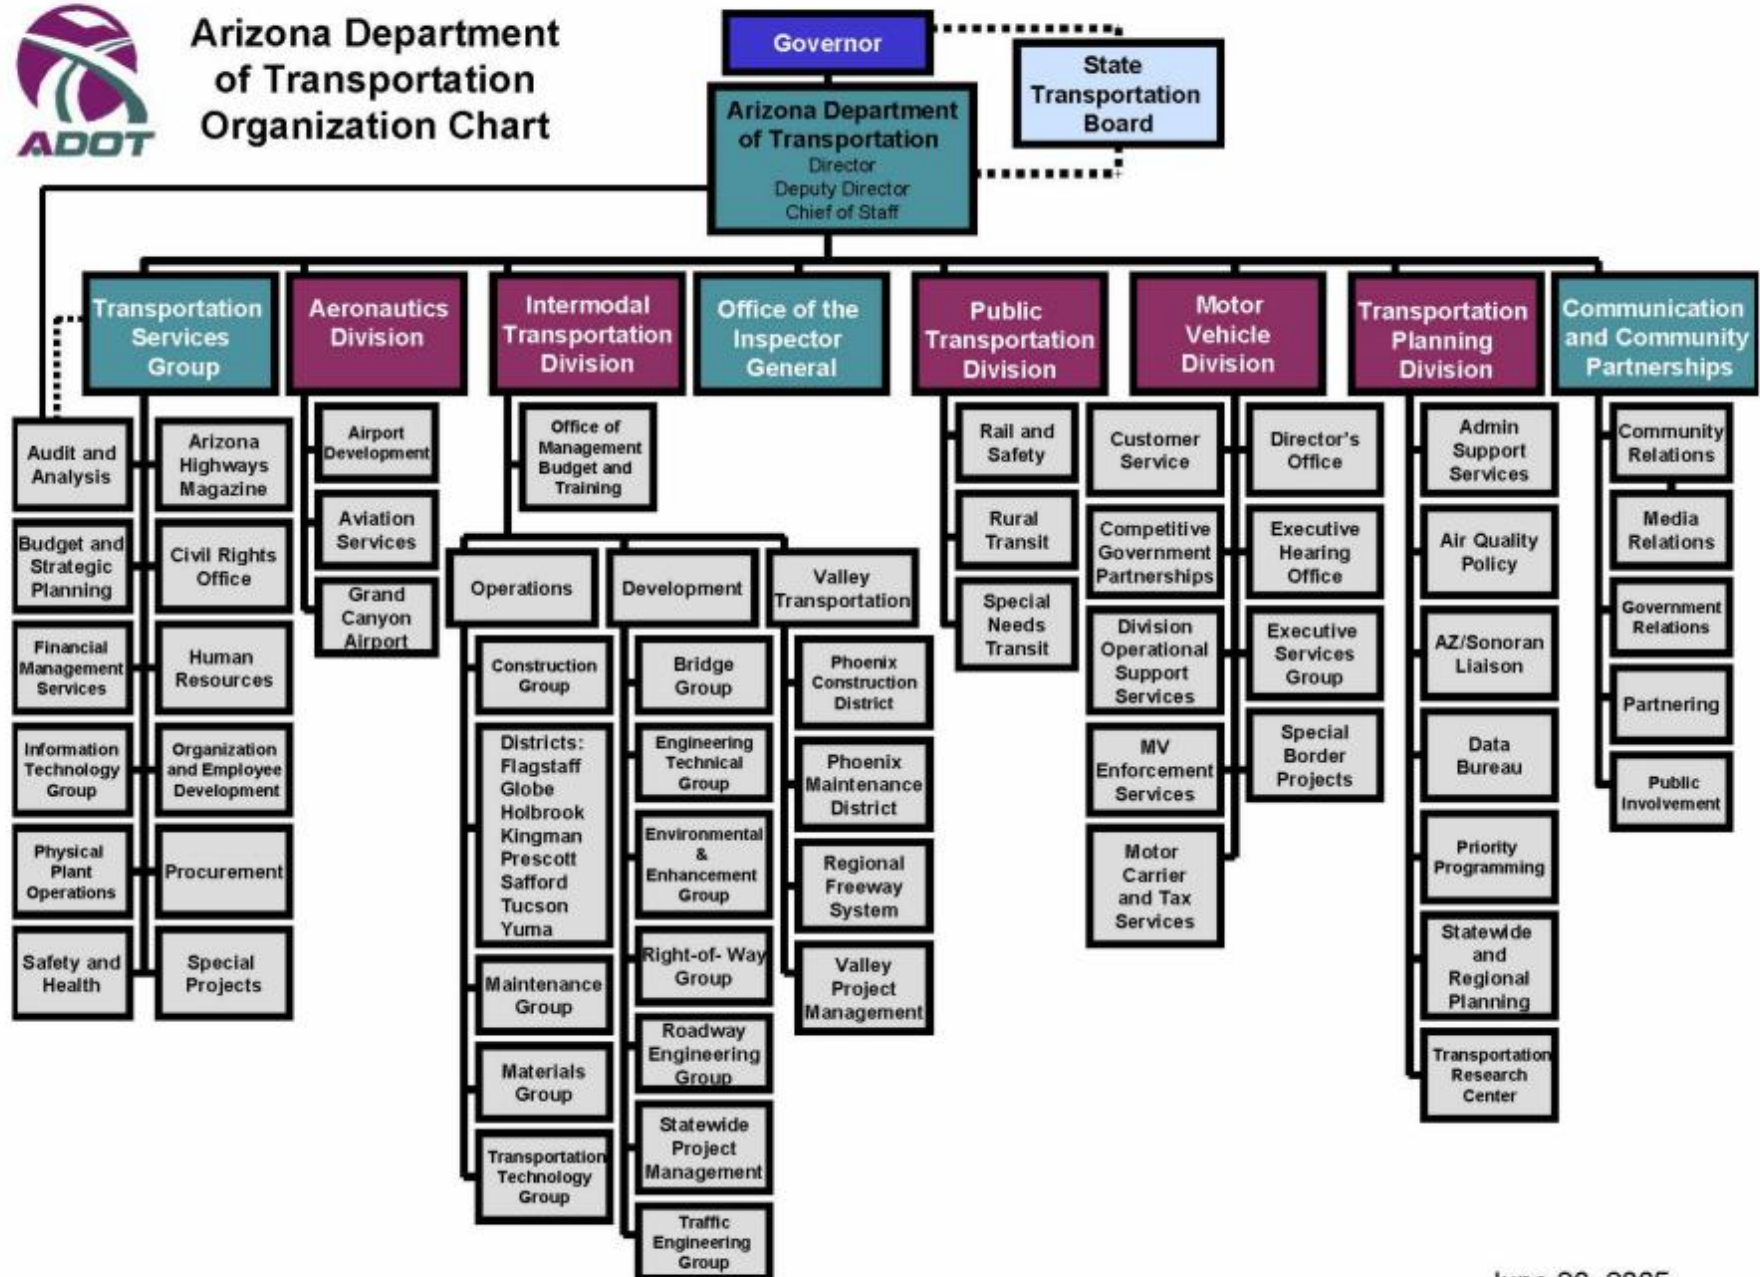 ADOT
Arizona Department
of Transportation
Organization Chart
Governor
State
Transportation
Board
Arizona Department
of Transportation
Director
Deputy Director
Chief of Staff
Transportation
Services
Group
Aeronautics
Division
Intermodal
Transportation
Division
Office of the
Inspector
General
Public
Transportation
Division
Motor
Vehicle
Division
Transportation
Planning
Division
Communication
and Community
Partnerships
Audit and
Analysis
Budget and
Strategic
Planning
Financial
Management
Services
Information
Technology
Group
Physical
Plant
Operations
Safety and
Health
Arizona
Highways
Magazine
Civil Rights
Office
Human
Resources
Organization
and Employee
Development
Procurement
Special
Projects
Airport
Development
Aviation
Services
Grand
Canyon
Airport
Office of
Management
Budget and
Training
Operations
Construction
Group
Districts:
Flagstaff
Globe
Holbrook
Kingman
Prescott
Safford
Tucson
Yuma
Maintenance
Group
Materials
Group
Transportation
Technology
Group
Development
Bridge
Group
Engineering
Technical
Group
Environmental
&
Enhancement
Group
Right-of- Way
Group
Roadway
Engineering
Group
Statewide
Project
Management
Traffic
Engineering
Group
Valley
Transportation
Phoenix
Construction
District
Phoenix
Maintenance
District
Regional
Freeway
System
Valley
Project
Management
Rail and
Safety
Rural
Transit
Special
Needs
Transit
Customer
Service
Competitive
Government
Partnerships
Division
Operational
Support
Services
MV
Enforcement
Services
Motor
Carrier
and Tax
Services
Director's
Office
Executive
Hearing
Office
Executive
Services
Group
Special
Border
Projects
Admin
Support
Services
Air Quality
Policy
AZ/Sonoran
Liaison
Data
Bureau
Priority
Programming
Statewide
and
Regional
Planning
Transportation
Research
Center
Community
Relations
Media
Relations
Government
Relations
Partnering
Public
Involvement